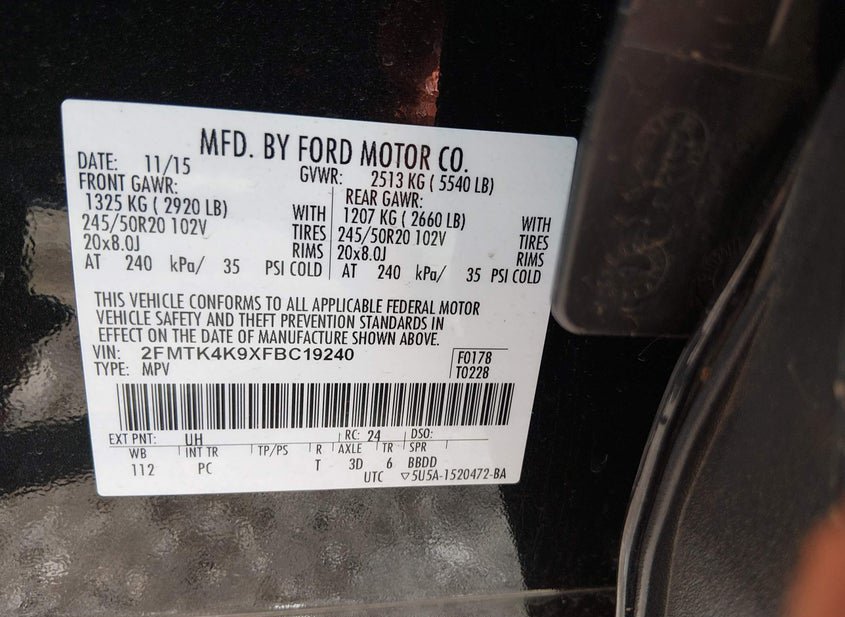 MFD. BY FORD MOTOR CO.
DATE: 11/15 GVWR: 2513 KG ( 5540 LB)
FRONT GAWR: REAR GAWR:
1325 KG ( 2920 LB) WITH 1207 KG ( 2660 LB) WITH
245/50R20 102V TIRES 245/50R20 102V TIRES
20x8.0J RIMS 20x8.0J RIMS
AT 240 kPa/ 35 PSI COLD AT 240 kPa/ 35 PSI COLD
THIS VEHICLE CONFORMS TO ALL APPLICABLE FEDERAL MOTOR
VEHICLE SAFETY AND THEFT PREVENTION STANDARDS IN
EFFECT ON THE DATE OF MANUFACTURE SHOWN ABOVE.
VIN: 2FMTK4K9XFBC19240 F0178
TYPE: MPV T0228
EXT PNT: UH RC: 24 DSO:
WB INT TR TP/PS R AXLE TR SPR
112 PC T 3D 6 BBDD
UTC ▽5U5A-1520472-BA